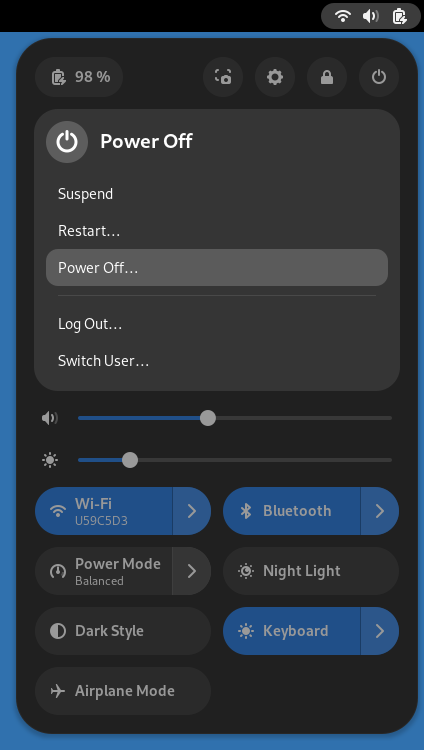 98 %
Power Off
Suspend
Restart…
Power Off…
Log Out…
Switch User…
Wi-Fi
U59C5D3
Bluetooth
Power Mode
Balanced
Night Light
Dark Style
Keyboard
Airplane Mode